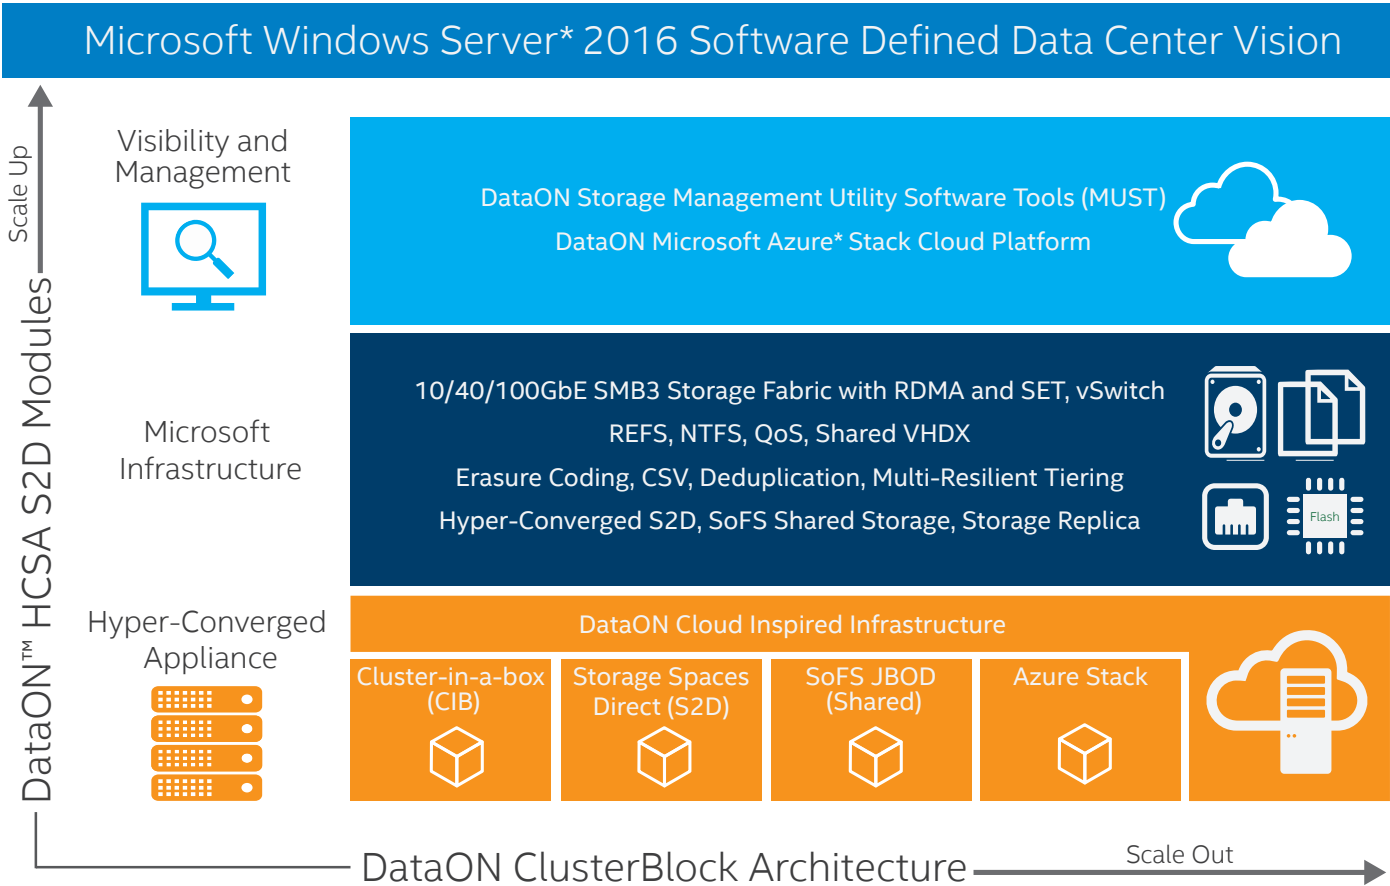 Microsoft Windows Server* 2016 Software Defined Data Center Vision
Scale Up
DataON™ HCSA S2D Modules
Visibility and
Management
DataON Storage Management Utility Software Tools (MUST)
DataON Microsoft Azure* Stack Cloud Platform
Microsoft
Infrastructure
10/40/100GbE SMB3 Storage Fabric with RDMA and SET, vSwitch
REFS, NTFS, QoS, Shared VHDX
Erasure Coding, CSV, Deduplication, Multi-Resilient Tiering
Hyper-Converged S2D, SoFS Shared Storage, Storage Replica
Flash
Hyper-Converged
Appliance
DataON Cloud Inspired Infrastructure
Cluster-in-a-box
(CIB)
Storage Spaces
Direct (S2D)
SoFS JBOD
(Shared)
Azure Stack
DataON ClusterBlock Architecture
Scale Out